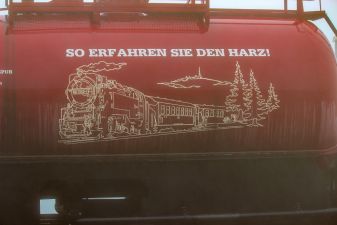 SO ERFAHREN SIE DEN HARZ!